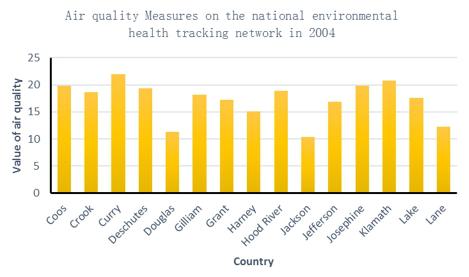 Air quality Measures on the national environmental
health tracking network in 2004
Value of air quality
25
20
15
10
5
0
Coos
Crook
Curry
Deschutes
Douglas
Gilliam
Grant
Harney
Hood River
Jackson
Jefferson
Josephine
Klamath
Lake
Lane
Country